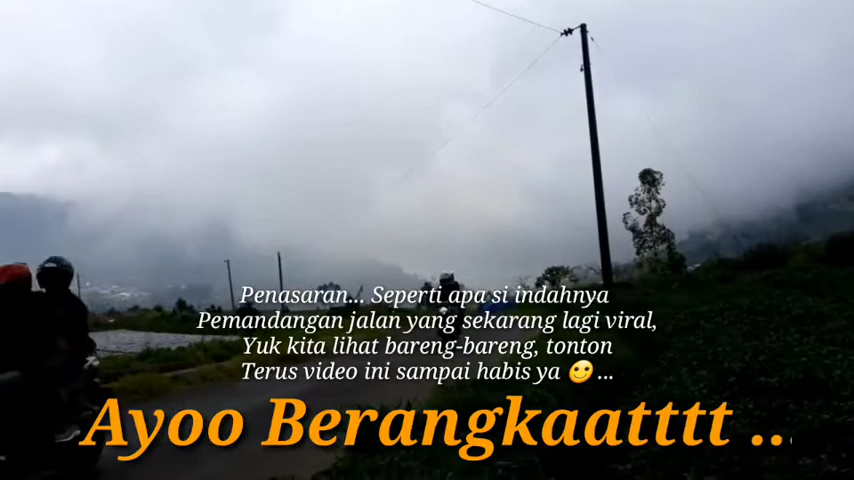 Penasaran... Seperti apa si indahnya
Pemandangan jalan yang sekarang lagi viral,
Yuk kita lihat bareng-bareng, tonton
Terus video ini sampai habis ya 🙂...
Ayoo Berangkaatttt ...